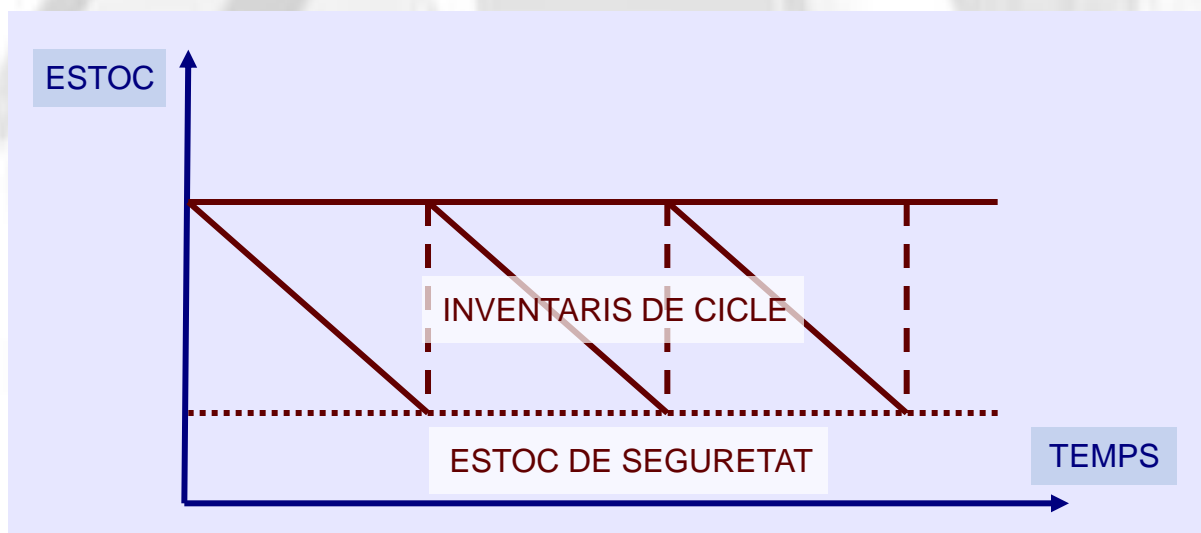 ESTOC
INVENTARIS DE CICLE
ESTOC DE SEGURETAT
TEMPS